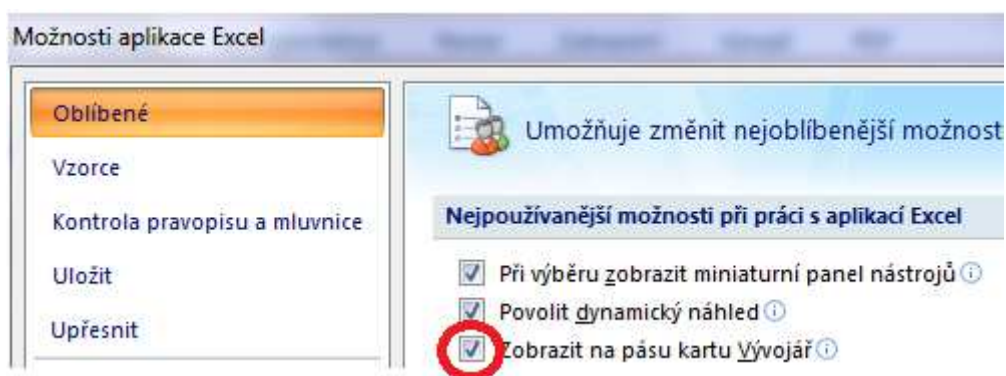 Možnosti aplikace Excel
Oblíbené
Vzorce
Kontrola pravopisu a mluvnice
Uložit
Upřesnit
Umožňuje změnit nejoblíbenější možnost
Nejpoužívanější možnosti při práci s aplikací Excel
Při výběru zobrazit miniaturní panel nástrojů
Povolit dynamický náhled
Zobrazit na pásu kartu Vývojář